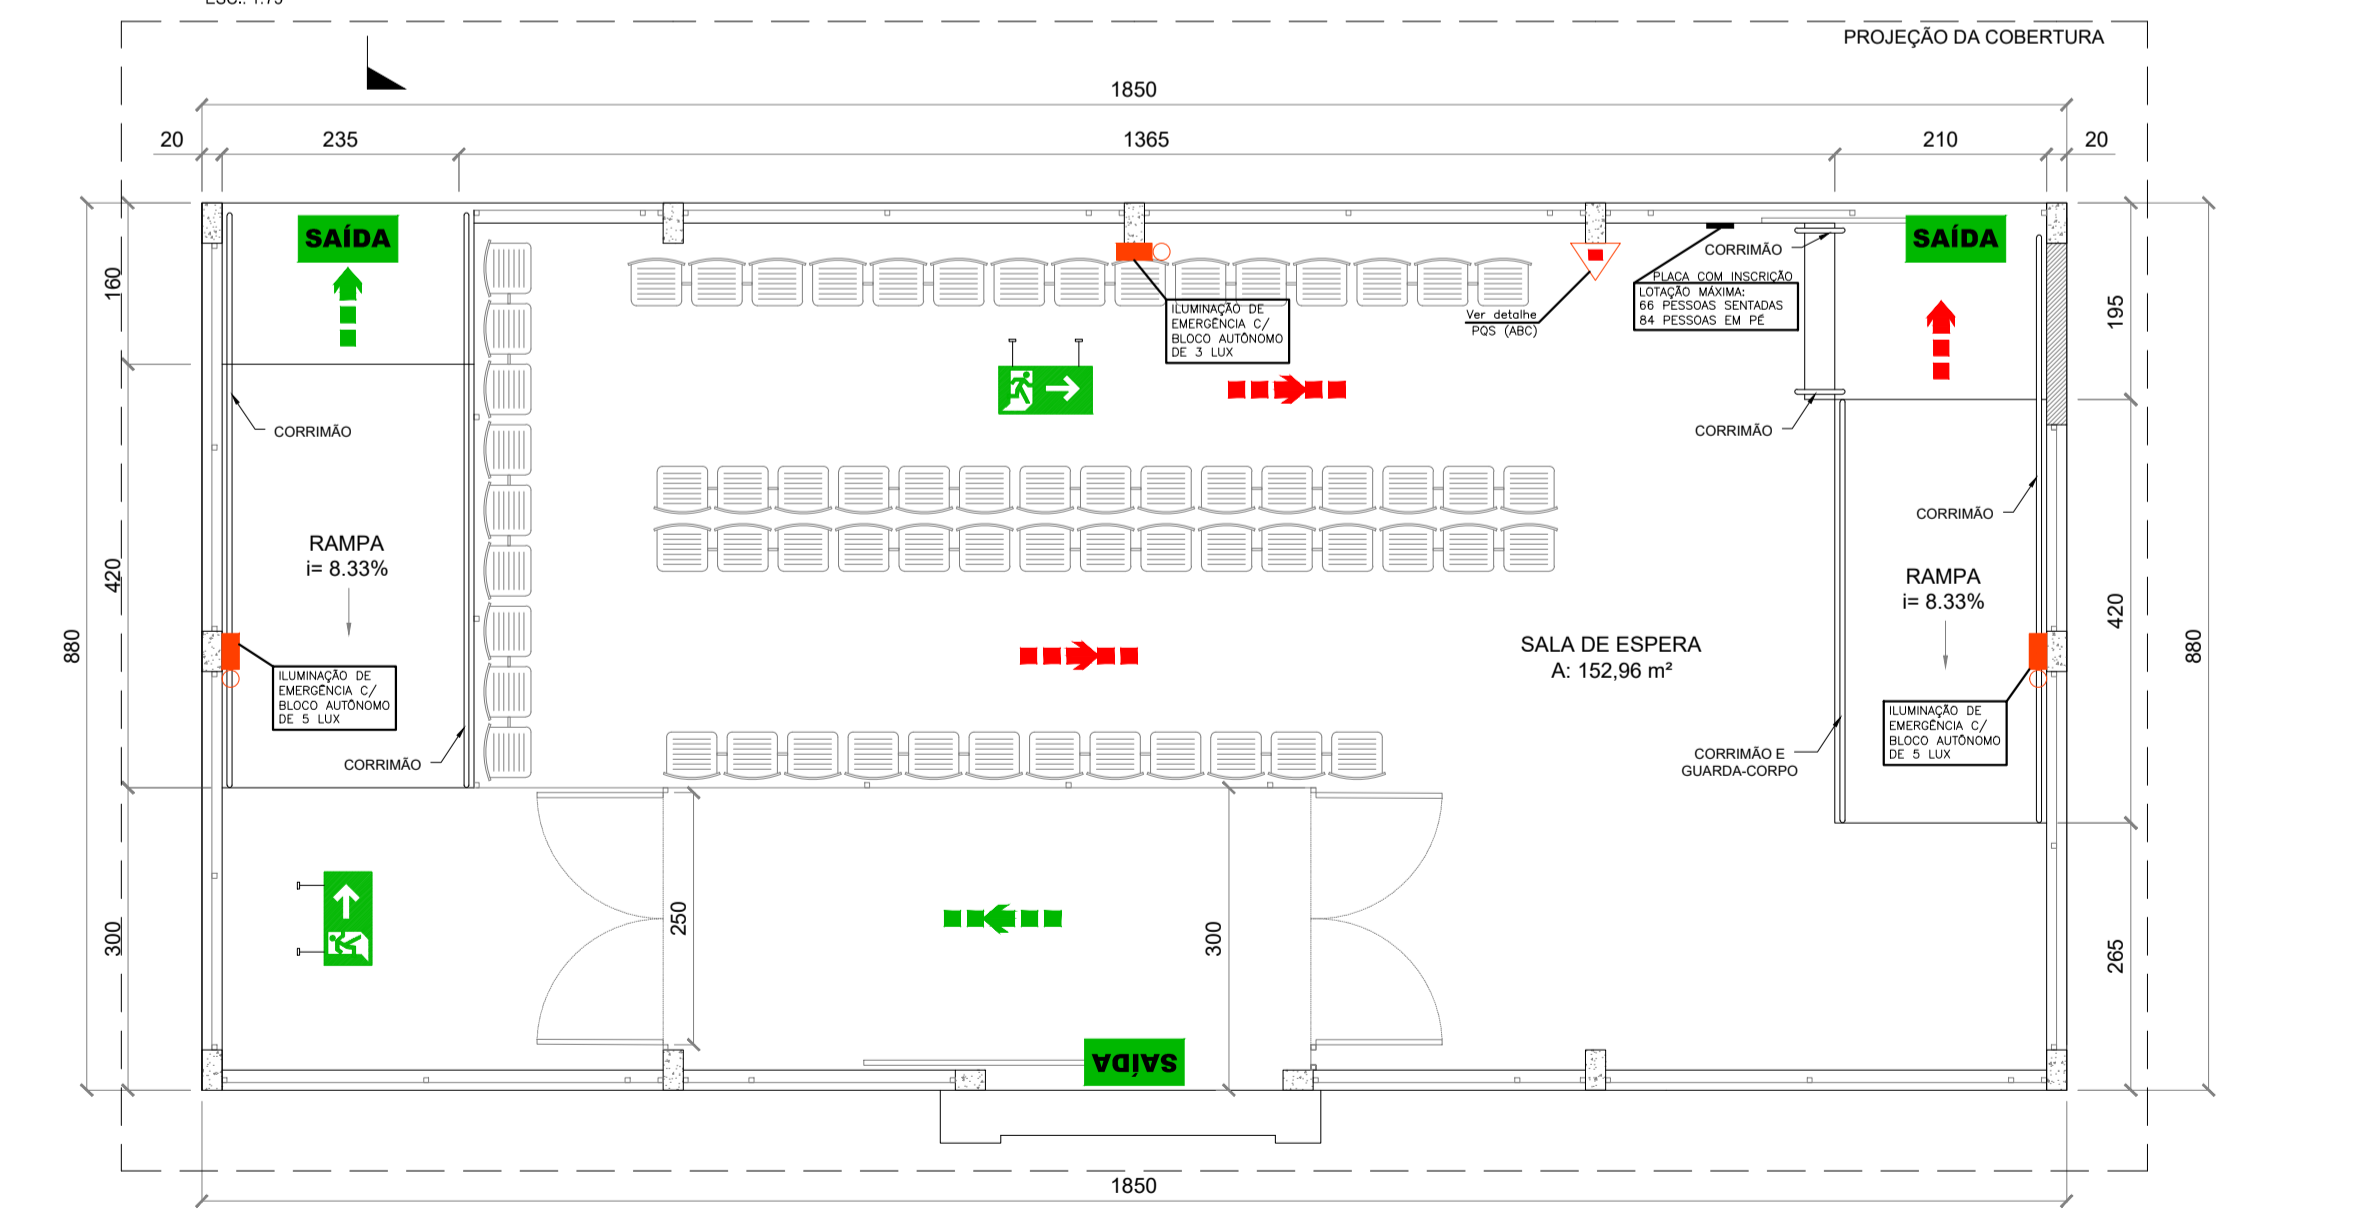 PROJEÇÃO DA COBERTURA
1850
20
235
1365
210
20
SAÍDA
SAÍDA
CORRIMÃO
PLACA COM INSCRIÇÃO
LOTAÇÃO MÁXIMA:
66 PESSOAS SENTADAS
84 PESSOAS EM PÉ
160
195
ILUMINAÇÃO DE
EMERGÊNCIA C/
BLOCO AUTÔNOMO
DE 3 LUX
Ver detalhe
PQS (ABC)
CORRIMÃO
CORRIMÃO
CORRIMÃO
RAMPA
i= 8.33%
RAMPA
i= 8.33%
420
420
880
880
SALA DE ESPERA
A: 152,96 m²
ILUMINAÇÃO DE
EMERGÊNCIA C/
BLOCO AUTÔNOMO
DE 5 LUX
ILUMINAÇÃO DE
EMERGÊNCIA C/
BLOCO AUTÔNOMO
DE 5 LUX
CORRIMÃO
CORRIMÃO E
GUARDA-CORPO
250
300
300
265
SAÍDA
1850